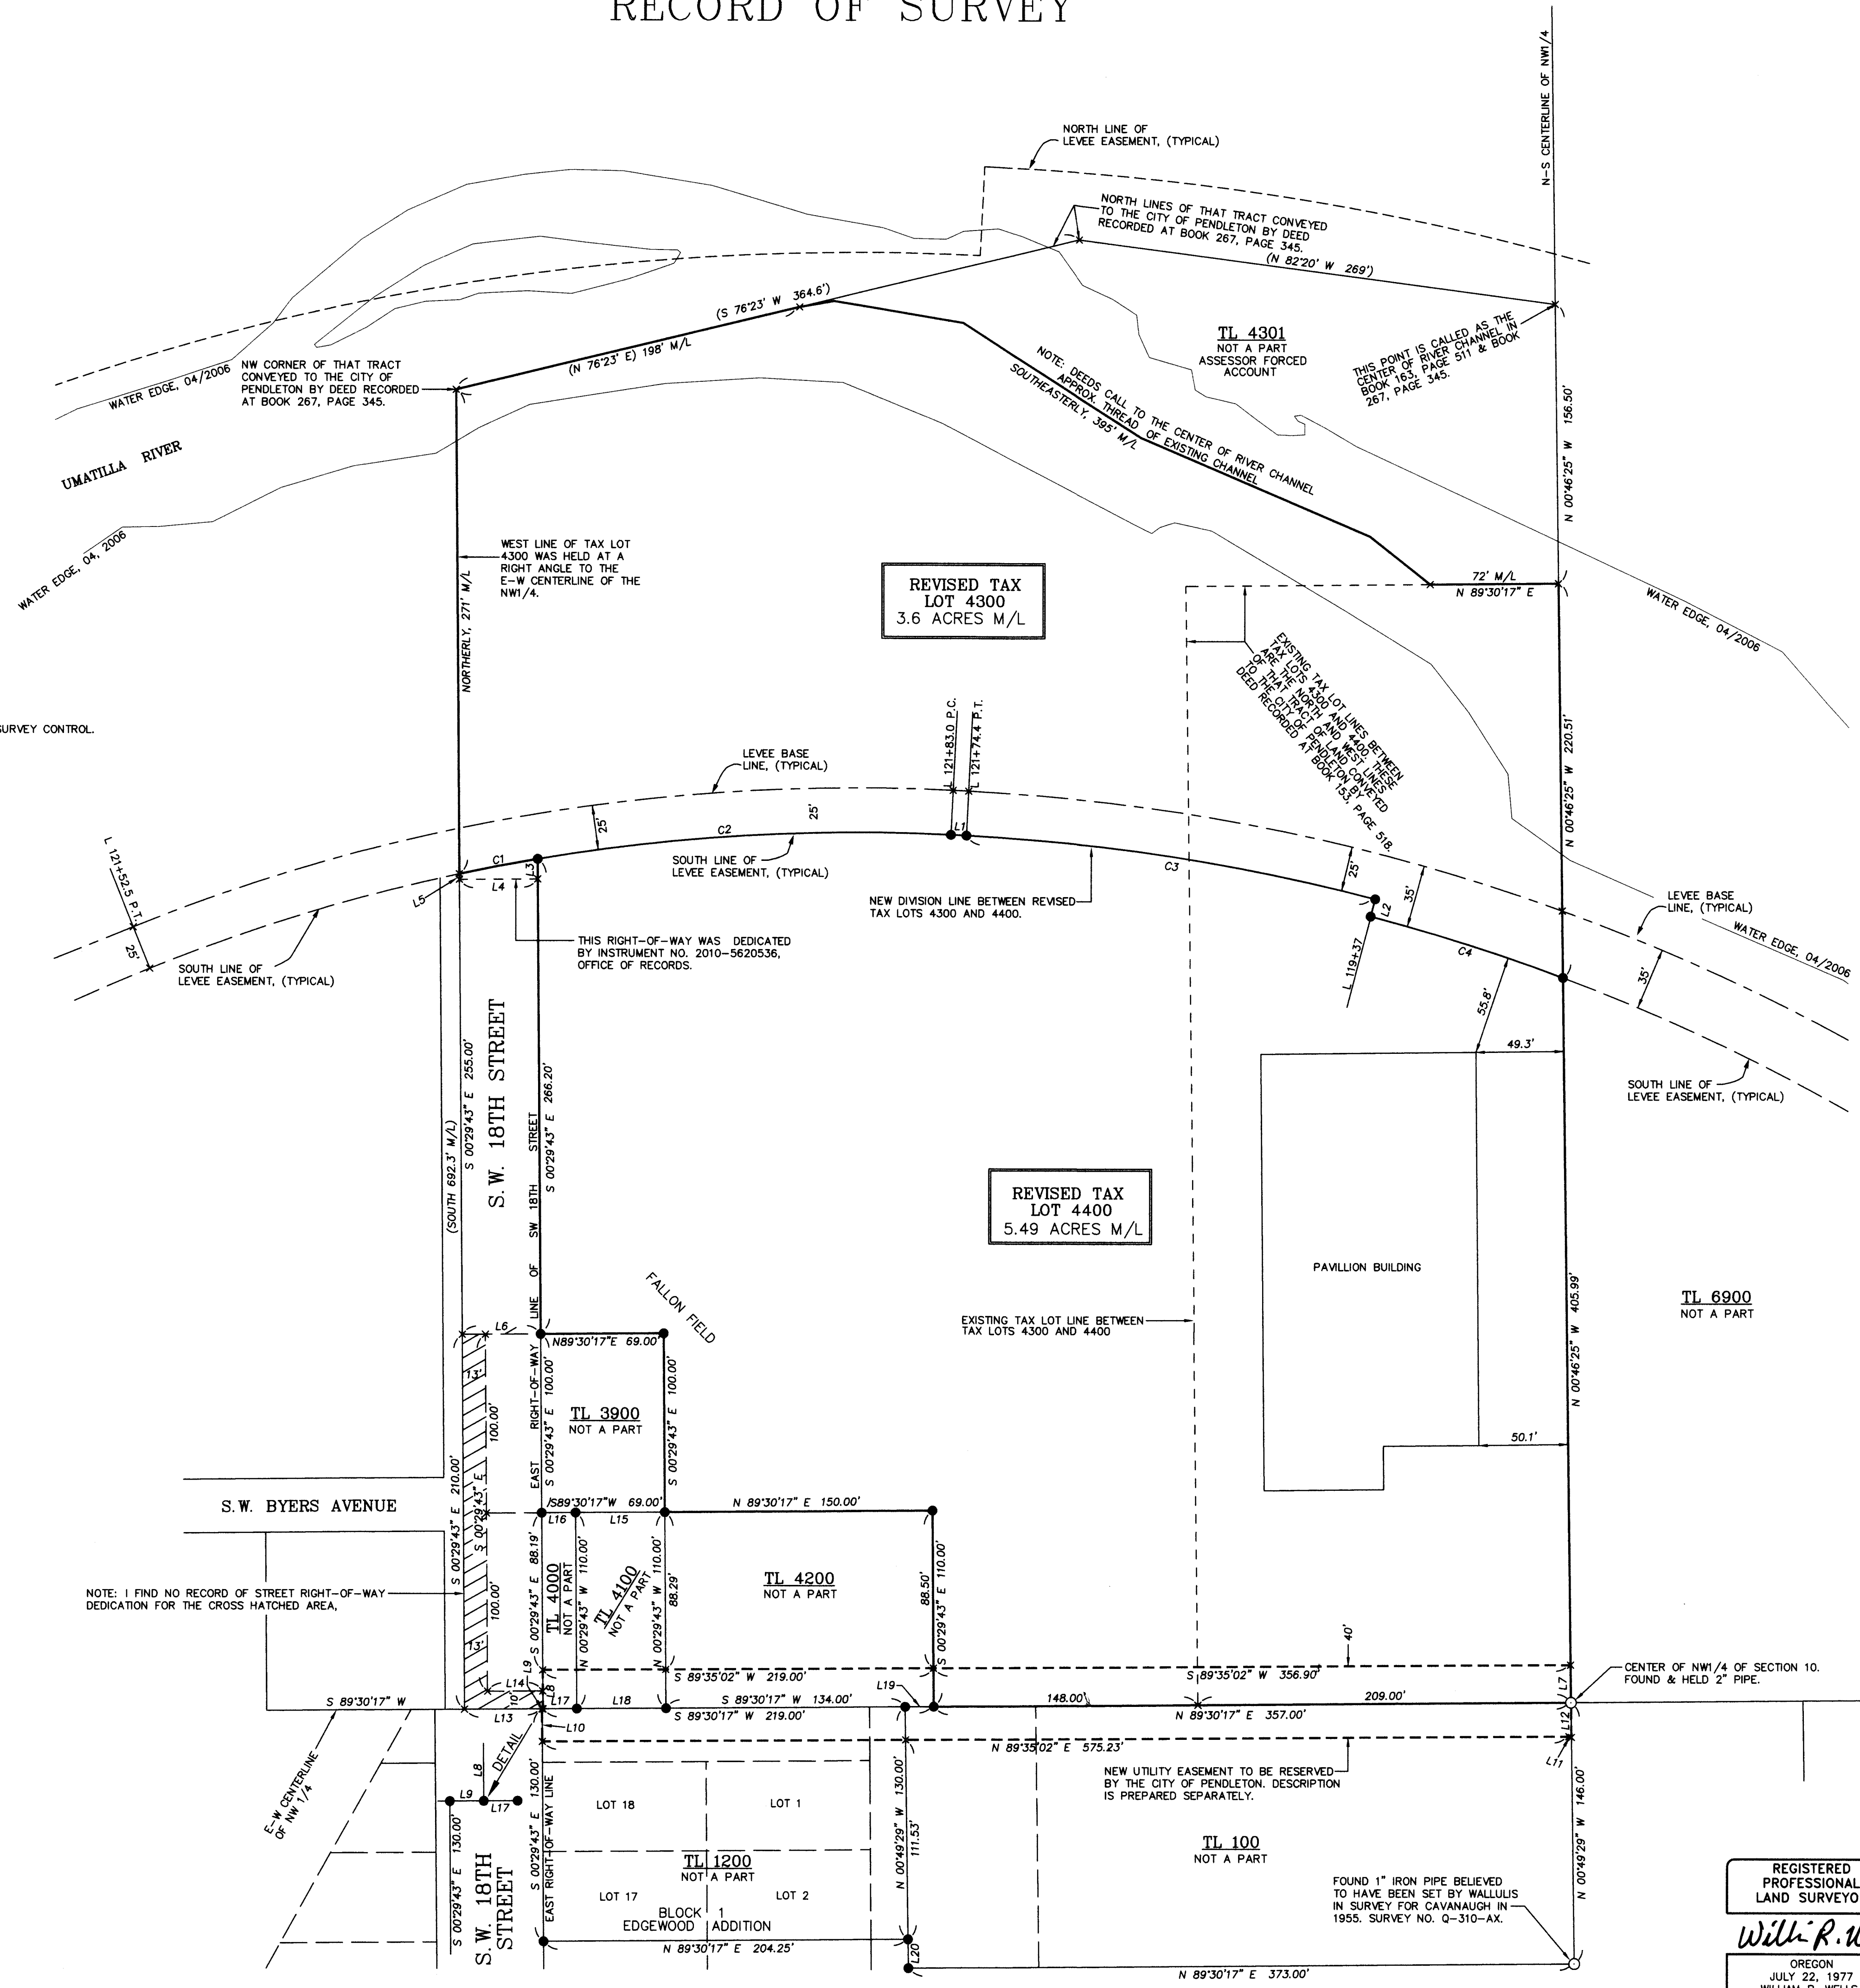 RECORD OF SURVEY
N-S CENTERLINE OF NW1/4
NORTH LINE OF
LEVEE EASEMENT, (TYPICAL)
NORTH LINES OF THAT TRACT CONVEYED
TO THE CITY OF PENDLETON BY DEED
RECORDED AT BOOK 267, PAGE 345.
(N 82°20' W 269')
(S 76°23' W 364.6')
(N 76°23' E) 198' M/L
TL 4301
NOT A PART
ASSESSOR FORCED
ACCOUNT
THIS POINT IS CALLED AS THE
CENTER OF RIVER CHANNEL IN
BOOK 163, PAGE 511 & BOOK
267, PAGE 345.
NW CORNER OF THAT TRACT
CONVEYED TO THE CITY OF
PENDLETON BY DEED RECORDED
AT BOOK 267, PAGE 345.
WATER EDGE, 04/2006
NOTE: DEEDS CALL TO THE CENTER OF RIVER CHANNEL
APPROX. THREAD OF EXISTING CHANNEL
SOUTHEASTERLY, 395' M/L
N 00°46'25" W 156.50'
UMATILLA RIVER
WATER EDGE, 04, 2006
WEST LINE OF TAX LOT
4300 WAS HELD AT A
RIGHT ANGLE TO THE
E-W CENTERLINE OF THE
NW1/4.
NORTHERLY, 271' M/L
REVISED TAX
LOT 4300
3.6 ACRES M/L
72' M/L
N 89°30'17" E
WATER EDGE, 04/2006
EXISTING TAX LOT LINES BETWEEN
TAX LOTS 4300 AND 4400. THESE
ARE THE NORTH AND WEST LINES
OF THAT TRACT OF LAND CONVEYED
TO THE CITY OF PENDLETON BY
DEED RECORDED AT BOOK 153, PAGE 518.
N 00°46'25" W 220.51'
SURVEY CONTROL.
L 121+83.0 P.C.
L 121+74.4 P.T.
LEVEE BASE
LINE, (TYPICAL)
25'
25'
C2
L1
C1
L3
L4
L5
SOUTH LINE OF
LEVEE EASEMENT, (TYPICAL)
C3
25'
35'
L2
L 119+37
C4
L 121+52.5 P.T.
25'
NEW DIVISION LINE BETWEEN REVISED
TAX LOTS 4300 AND 4400.
LEVEE BASE
LINE, (TYPICAL)
WATER EDGE, 04/2006
THIS RIGHT-OF-WAY WAS DEDICATED
BY INSTRUMENT NO. 2010-5620536,
OFFICE OF RECORDS.
SOUTH LINE OF
LEVEE EASEMENT, (TYPICAL)
35'
55.8'
49.3'
SOUTH LINE OF
LEVEE EASEMENT, (TYPICAL)
(SOUTH 692.3' M/L)
S 00°29'43" E 255.00'
S.W. 18TH STREET
EAST RIGHT-OF-WAY LINE OF SW 18TH STREET
S 00°29'43" E 266.20'
REVISED TAX
LOT 4400
5.49 ACRES M/L
PAVILLION BUILDING
N 00°46'25" W 405.99'
TL 6900
NOT A PART
FALLON FIELD
EXISTING TAX LOT LINE BETWEEN
TAX LOTS 4300 AND 4400
L6
N89°30'17"E 69.00'
13'
100.00'
S 00°29'43" E 100.00'
TL 3900
NOT A PART
S 00°29'43" E 100.00'
50.1'
S.W. BYERS AVENUE
S 00°29'43" E 210.00'
S 00°29'43" E
S89°30'17"W 69.00'
N 89°30'17" E 150.00'
L16
L15
NOTE: I FIND NO RECORD OF STREET RIGHT-OF-WAY
DEDICATION FOR THE CROSS HATCHED AREA,
100.00'
13'
S 00°29'43" E 88.19'
TL 4000
NOT A PART
N 00°29'43" W 110.00'
TL 4100
NOT A PART
N 00°29'43" W 110.00'
88.29'
TL 4200
NOT A PART
88.50'
S 00°29'43" E 110.00'
40'
L9
S 89°35'02" W 219.00'
S 89°35'02" W 356.90'
CENTER OF NW1/4 OF SECTION 10.
FOUND & HELD 2" PIPE.
L7
L14
L8
10'
L19
S 89°30'17" W
L13
L17
L18
S 89°30'17" W 134.00'
148.00'
209.00'
S 89°30'17" W 219.00'
N 89°30'17" E 357.00'
L12
L10
N 89°35'02" E 575.23'
L11
E-W CENTERLINE
OF NW 1/4
DETAIL
L8
L9
L17
S 00°29'43" E 130.00'
S.W. 18TH
STREET
S 00°29'43" E 130.00'
EAST RIGHT-OF-WAY LINE
NEW UTILITY EASEMENT TO BE RESERVED
BY THE CITY OF PENDLETON. DESCRIPTION
IS PREPARED SEPARATELY.
LOT 18
LOT 1
N 00°49'29" W 130.00'
111.53'
TL 100
NOT A PART
N 00°49'29" W 146.00'
TL 1200
NOT A PART
LOT 17
LOT 2
BLOCK 1
EDGEWOOD ADDITION
N 89°30'17" E 204.25'
FOUND 1" IRON PIPE BELIEVED
TO HAVE BEEN SET BY WALLULIS
IN SURVEY FOR CAVANAUGH IN
1955. SURVEY NO. Q-310-AX.
L20
N 89°30'17" E 373.00'
REGISTERED
PROFESSIONAL
LAND SURVEYO
OREGON
JULY 22, 1977